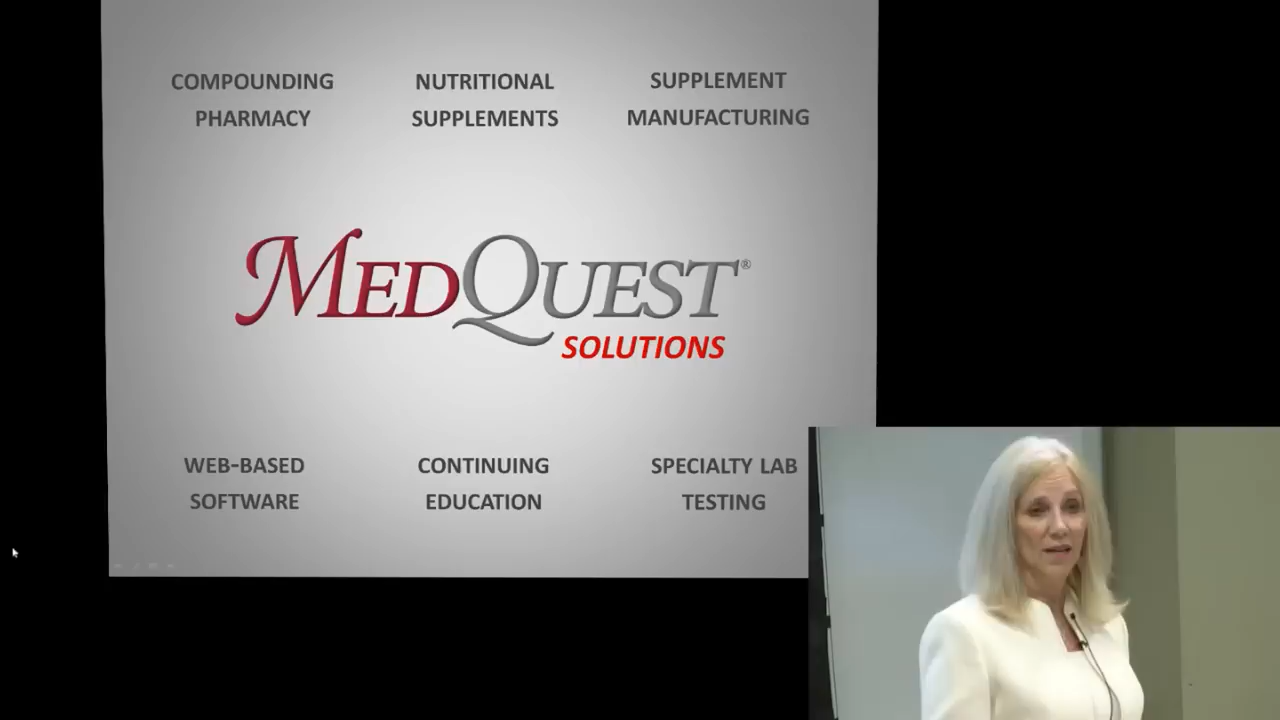 COMPOUNDING
PHARMACY
NUTRITIONAL
SUPPLEMENTS
SUPPLEMENT
MANUFACTURING
MEDQUEST®
SOLUTIONS
WEB-BASED
SOFTWARE
CONTINUING
EDUCATION
SPECIALTY LAB
TESTING